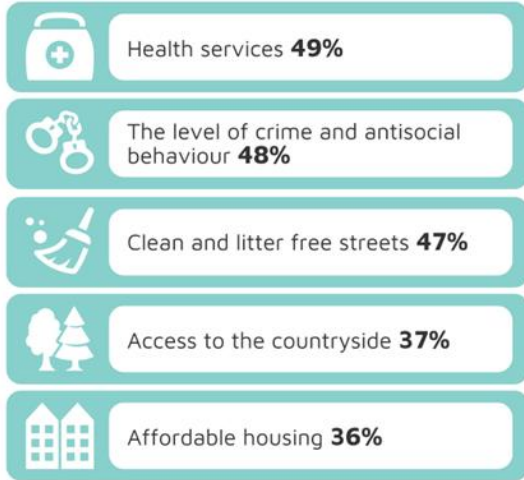 Health services 49%
The level of crime and antisocial
behaviour 48%
Clean and litter free streets 47%
Access to the countryside 37%
Affordable housing 36%